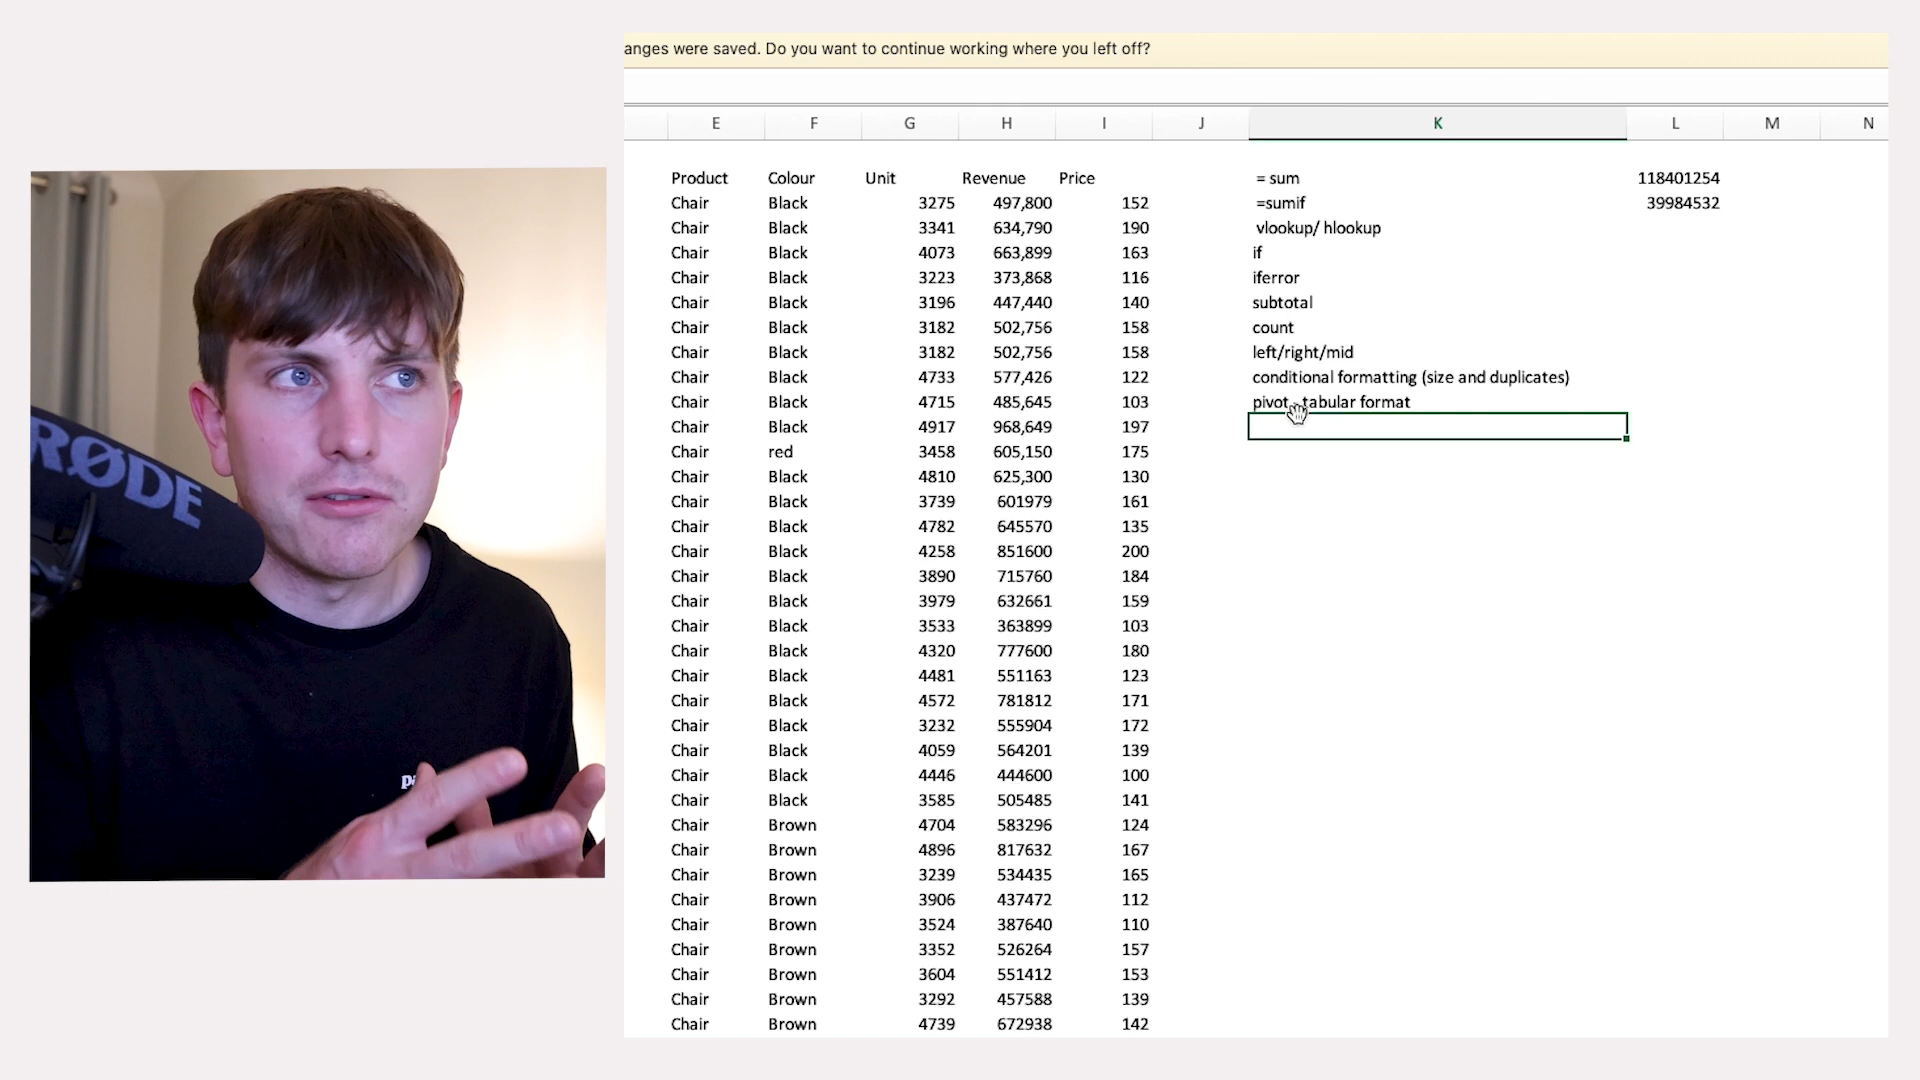 anges were saved. Do you want to continue working where you left off?
E F G H I J K L M N
Product Colour Unit Revenue Price = sum 118401254
Chair Black 3275 497,800 152 =sumif 39984532
Chair Black 3341 634,790 190 vlookup/ hlookup
Chair Black 4073 663,899 163 if
Chair Black 3223 373,868 116 iferror
Chair Black 3196 447,440 140 subtotal
Chair Black 3182 502,756 158 count
Chair Black 3182 502,756 158 left/right/mid
Chair Black 4733 577,426 122 conditional formatting (size and duplicates)
Chair Black 4715 485,645 103 pivot - tabular format
Chair Black 4917 968,649 197
Chair red 3458 605,150 175
Chair Black 4810 625,300 130
Chair Black 3739 601979 161
Chair Black 4782 645570 135
Chair Black 4258 851600 200
Chair Black 3890 715760 184
Chair Black 3979 632661 159
Chair Black 3533 363899 103
Chair Black 4320 777600 180
Chair Black 4481 551163 123
Chair Black 4572 781812 171
Chair Black 3232 555904 172
Chair Black 4059 564201 139
Chair Black 4446 444600 100
Chair Black 3585 505485 141
Chair Brown 4704 583296 124
Chair Brown 4896 817632 167
Chair Brown 3239 534435 165
Chair Brown 3906 437472 112
Chair Brown 3524 387640 110
Chair Brown 3352 526264 157
Chair Brown 3604 551412 153
Chair Brown 3292 457588 139
Chair Brown 4739 672938 142
RØDE